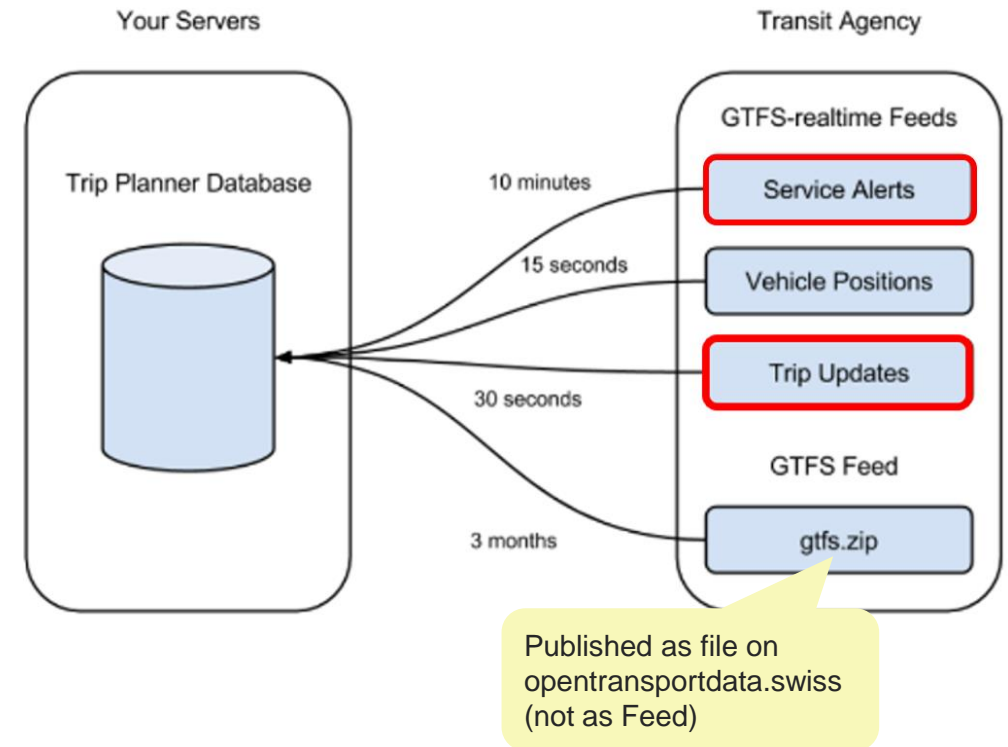 Your Servers
Transit Agency
Trip Planner Database
10 minutes
15 seconds
30 seconds
3 months
GTFS-realtime Feeds
Service Alerts
Vehicle Positions
Trip Updates
GTFS Feed
gtfs.zip
Published as file on
opentransportdata.swiss
(not as Feed)